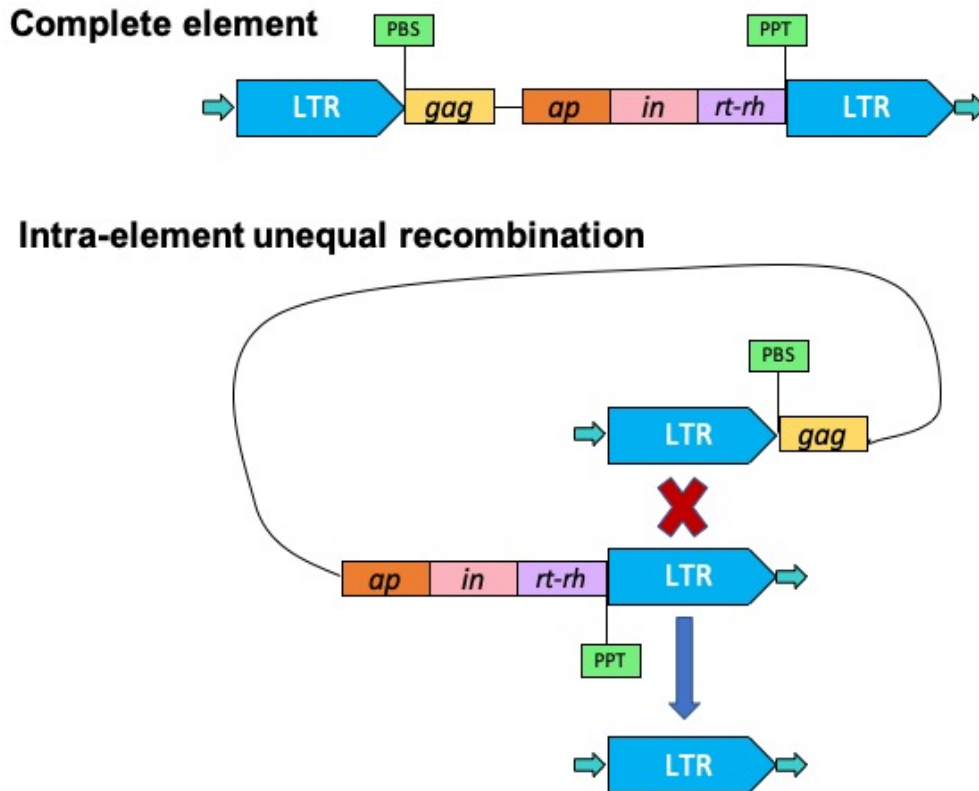 Complete element
PBS
PPT
LTR gag ap in rt-rh LTR
Intra-element unequal recombination
PBS
LTR gag
ap in rt-rh LTR
PPT
LTR